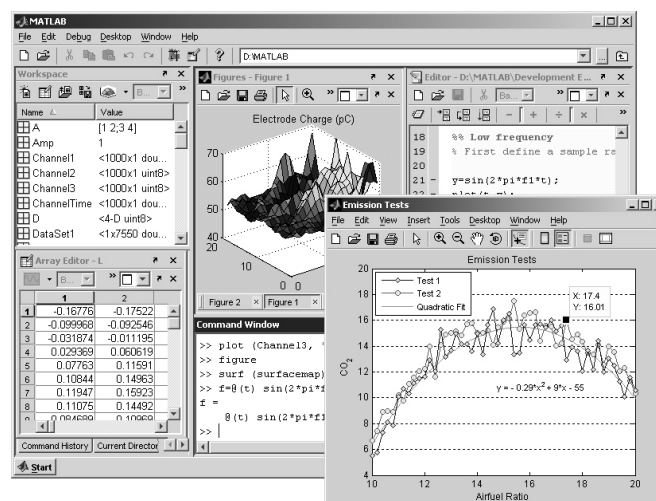 MATLAB
File Edit Debug Desktop Window Help
D:\MATLAB
Workspace
B...
Name Value
A [1 2;3 4]
Amp 1
Channel1 <1000x1 dou...
Channel2 <1000x1 uint8>
Channel3 <1000x1 uint8>
ChannelTime <1000x1 dou...
D <4-D uint8>
DataSet1 <1x7550 dou...
Array Editor - L
B...
1 2
1 -0.16776 -0.17522
2 -0.099968 -0.092546
3 -0.031874 -0.011195
4 0.029369 0.060619
5 0.07763 0.11591
6 0.10844 0.14963
7 0.11947 0.15923
8 0.11075 0.14492
9 0.084689 0.10969
Command History Current Director
Start
Figures - Figure 1
Electrode Charge (pC)
70
60
50
40
20
10
0 0
Figure 2 Figure 1
Command Window
>> plot (Channel3, '
>> figure
>> surf (surfacemap)
>> f=@(t) sin(2*pi*f
f =
@(t) sin(2*pi*f1
>>
Editor - D:\MATLAB\Development E...
Ba...
18 %% Low frequency
19 % First define a sample ra
20
21 - y=sin(2*pi*f1*t);
Emission Tests
File Edit View Insert Tools Desktop Window Help
Emission Tests
Test 1
Test 2
Quadratic Fit
X: 17.4
Y: 16.01
y = - 0.29*x² + 9*x - 55
CO₂
20
18
16
14
12
10
8
6
4
10 12 14 16 18 20
Airfuel Ratio